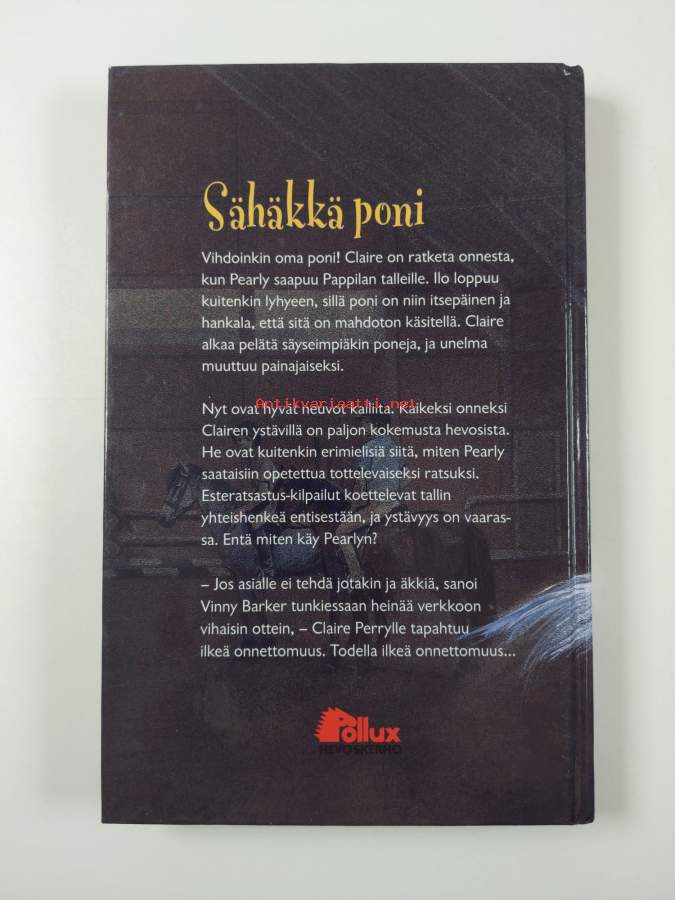 Sähäkkä poni
Vihdoinkin oma poni! Claire on ratketa onnesta,
kun Pearly saapuu Pappilan talleille. Ilo loppuu
kuitenkin lyhyeen, sillä poni on niin itsepäinen ja
hankala, että sitä on mahdoton käsitellä. Claire
alkaa pelätä säyseimpiäkin poneja, ja unelma
muuttuu painajaiseksi.
Antikvariaatti.net
Nyt ovat hyvät neuvot kalliita. Kaikeksi onneksi
Clairen ystävillä on paljon kokemusta hevosista.
He ovat kuitenkin erimielisiä siitä, miten Pearly
saataisiin opetettua tottelevaiseksi ratsuksi.
Esteratsastus-kilpailut koettelevat tallin
yhteishenkeä entisestään, ja ystävyys on vaaras-
sa. Entä miten käy Pearlyn?
– Jos asialle ei tehdä jotakin ja äkkiä, sanoi
Vinny Barker tunkiessaan heinää verkkoon
vihaisin ottein, – Claire Perrylle tapahtuu
ilkeä onnettomuus. Todella ilkeä onnettomuus...
Pollux
HEVOSKERHO